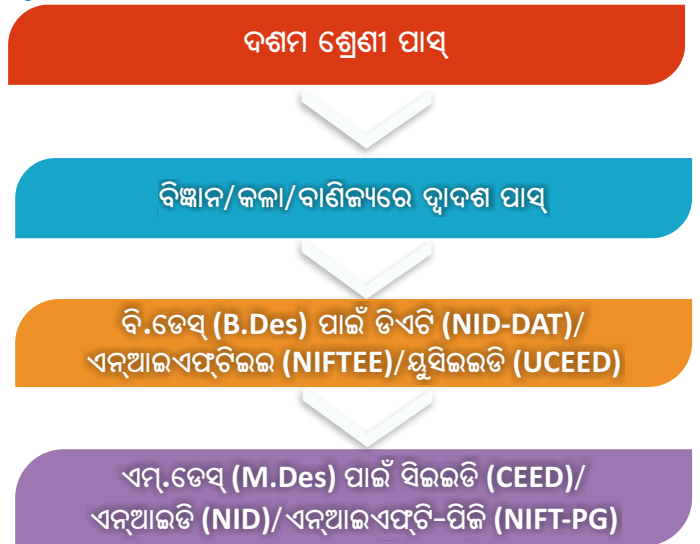 ଦଶମ ଶ୍ରେଣୀ ପାସ୍
ବିଜ୍ଞାନ/କଳା/ବାଣିଜ୍ୟରେ ଦ୍ୱାଦଶ ପାସ୍
ବି.ଡେସ୍ (B.Des) ପାଇଁ ଡିଏଟି (NID-DAT)/
ଏନ୍ଆଇଏଫ୍ଟିଇଇ (NIFTEE)/ୟୁସିଇଇଡି (UCEED)
ଏମ୍.ଡେସ୍ (M.Des) ପାଇଁ ସିଇଇଡି (CEED)/
ଏନ୍ଆଇଡି (NID)/ଏନ୍ଆଇଏଫ୍ଟି-ପିଜି (NIFT-PG)